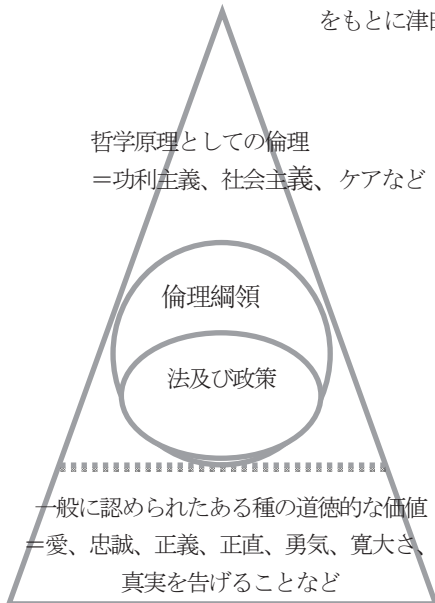 をもとに津田
哲学原理としての倫理
＝功利主義、社会主義、ケアなど
倫理綱領
法及び政策
一般に認められたある種の道徳的な価値
＝愛、忠誠、正義、正直、勇気、寛大さ、
真実を告げることなど